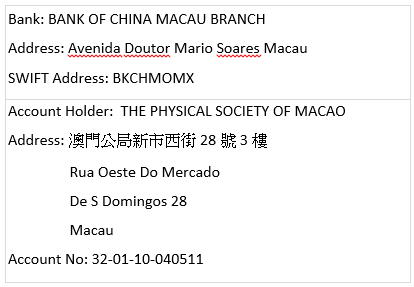 Bank: BANK OF CHINA MACAU BRANCH
Address: Avenida Doutor Mario Soares Macau
SWIFT Address: BKCHMOMX
Account Holder:  THE PHYSICAL SOCIETY OF MACAO
Address: 澳門公局新市西街 28 號 3 樓
Rua Oeste Do Mercado
De S Domingos 28
Macau
Account No: 32-01-10-040511